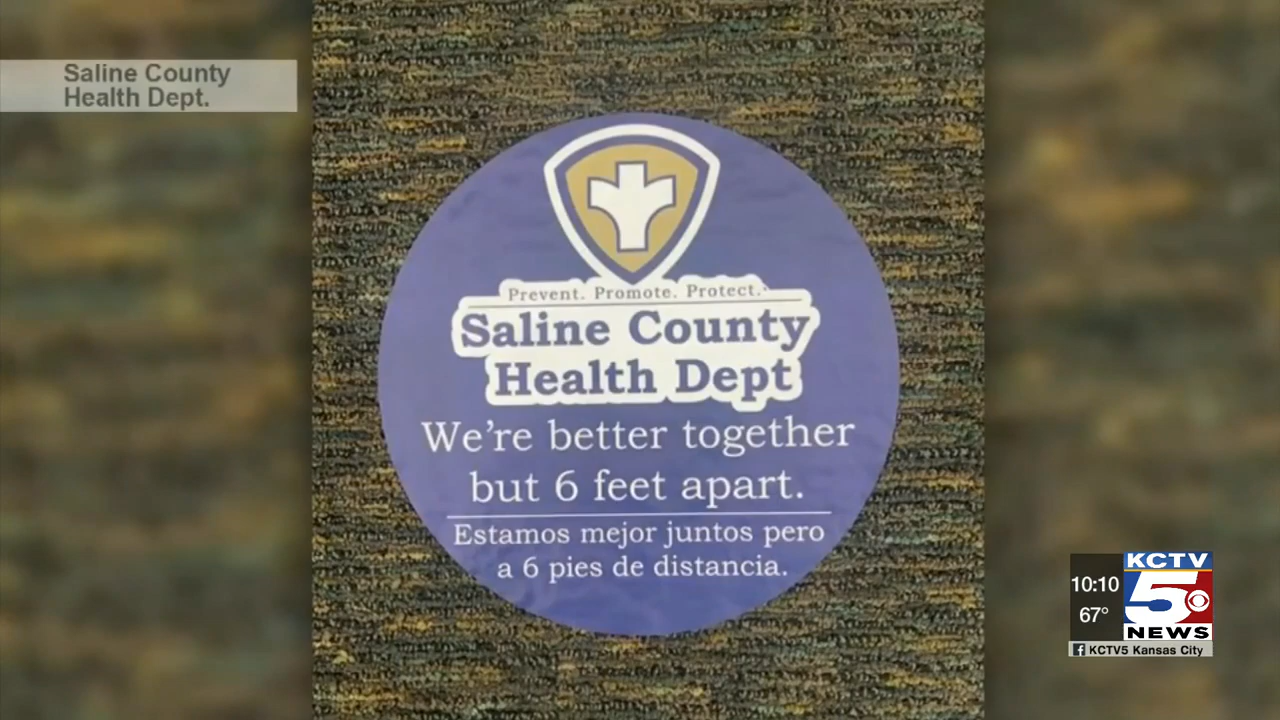 Saline County
Health Dept.
Prevent. Promote. Protect.
Saline County
Health Dept
We're better together
but 6 feet apart.
Estamos mejor juntos pero
a 6 pies de distancia.
10:10
67°
KCTV
5
NEWS
f KCTV5 Kansas City